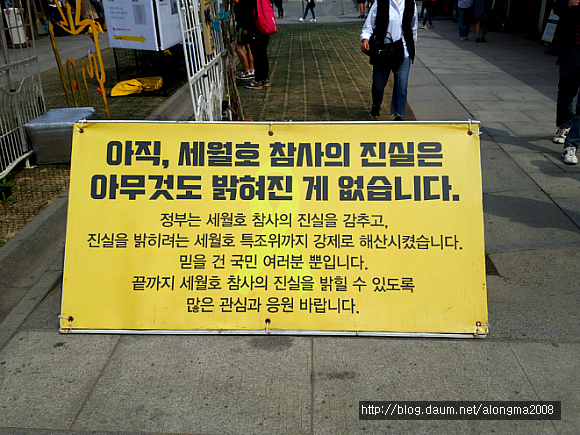 아직, 세월호 참사의 진실은
아무것도 밝혀진 게 없습니다.
정부는 세월호 참사의 진실을 감추고,
진실을 밝히려는 세월호 특조위까지 강제로 해산시켰습니다.
믿을 건 국민 여러분 뿐입니다.
끝까지 세월호 참사의 진실을 밝힐 수 있도록
많은 관심과 응원 바랍니다.
http://blog.daum.net/alongma2008